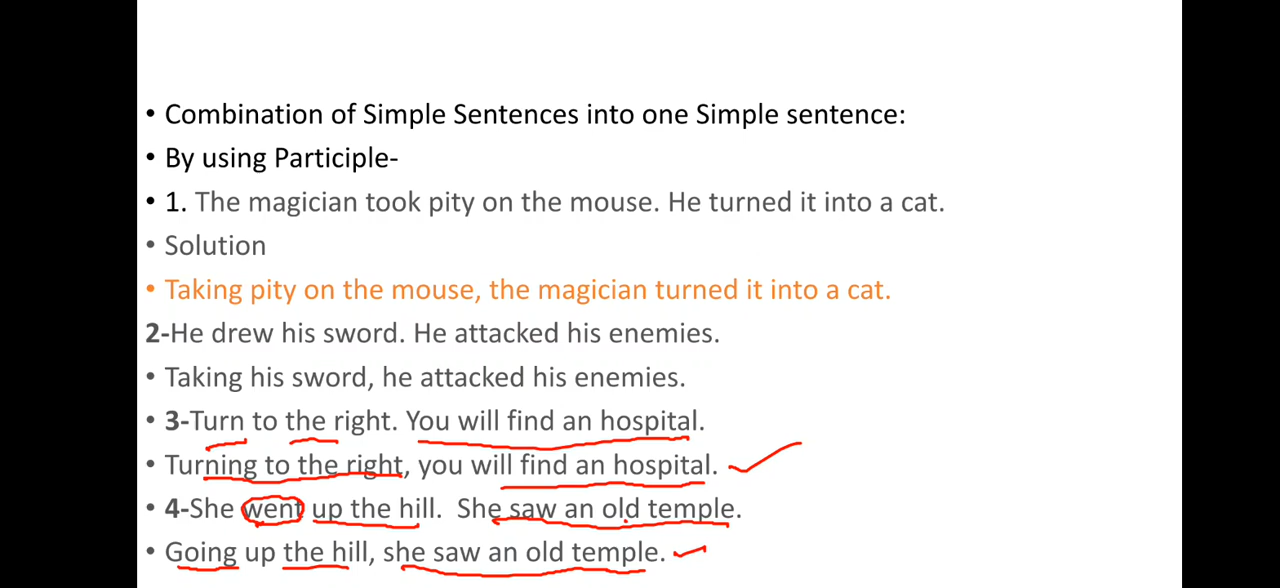 • Combination of Simple Sentences into one Simple sentence:
• By using Participle-
• 1. The magician took pity on the mouse. He turned it into a cat.
• Solution
• Taking pity on the mouse, the magician turned it into a cat.
2-He drew his sword. He attacked his enemies.
• Taking his sword, he attacked his enemies.
• 3-Turn to the right. You will find an hospital.
• Turning to the right, you will find an hospital.
• 4-She went up the hill. She saw an old temple.
• Going up the hill, she saw an old temple.